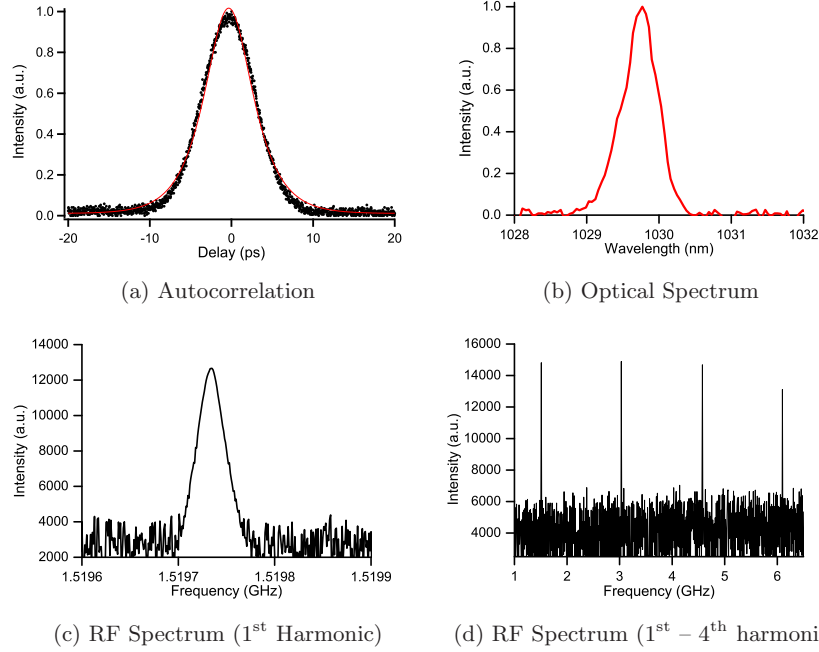 1.0
0.8
0.6
0.4
0.2
0.0
Intensity (a.u.)
-20 -10 0 10 20
Delay (ps)
(a) Autocorrelation
1.0
0.8
0.6
0.4
0.2
0.0
Intensity (a.u.)
1028 1029 1030 1031 1032
Wavelength (nm)
(b) Optical Spectrum
14000
12000
10000
8000
6000
4000
2000
Intensity (a.u.)
1.5196 1.5197 1.5198 1.5199
Frequency (GHz)
(c) RF Spectrum (1st Harmonic)
16000
14000
12000
10000
8000
6000
4000
Intensity (a.u.)
1 2 3 4 5 6
Frequency (GHz)
(d) RF Spectrum (1st – 4th harmoni